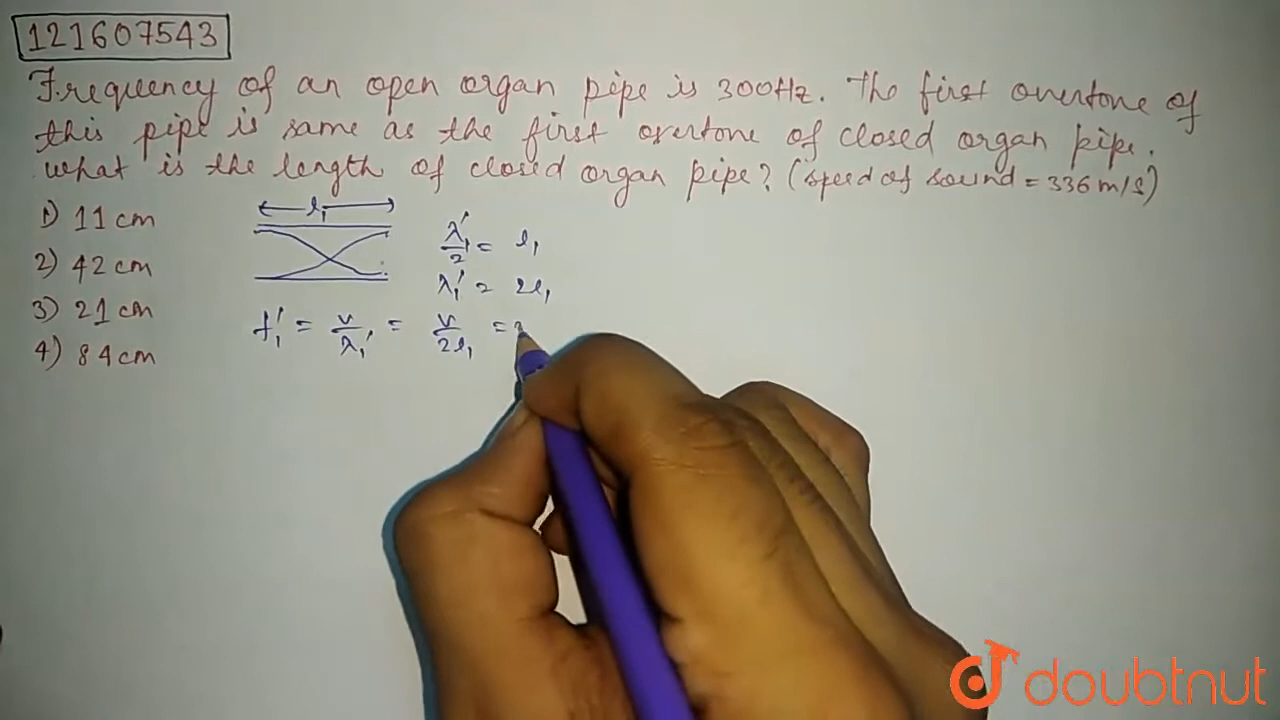 121607543
Frequency of an open organ pipe is 300Hz. The first overtone of
this pipe is same as the first overtone of closed organ pipe.
what is the length of closed organ pipe? (speed of sound = 336 m/s)
1) 11 cm
2) 42 cm
3) 21 cm
4) 84 cm
l₁
λ₁'/2 = l₁
λ₁' = 2l₁
f₁' = v/λ₁' = v/2l₁ =
doubtnut